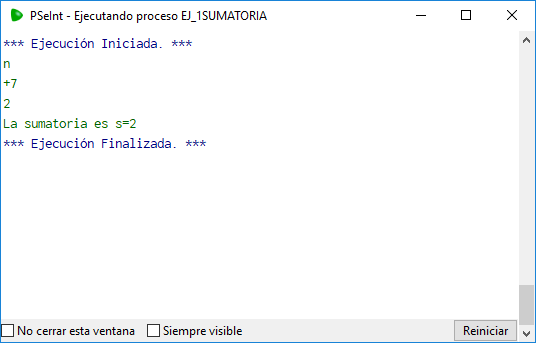 PSeInt - Ejecutando proceso EJ_1SUMATORIA
*** Ejecución Iniciada. ***
n
+7
2
La sumatoria es s=2
*** Ejecución Finalizada. ***
No cerrar esta ventana
Siempre visible
Reiniciar